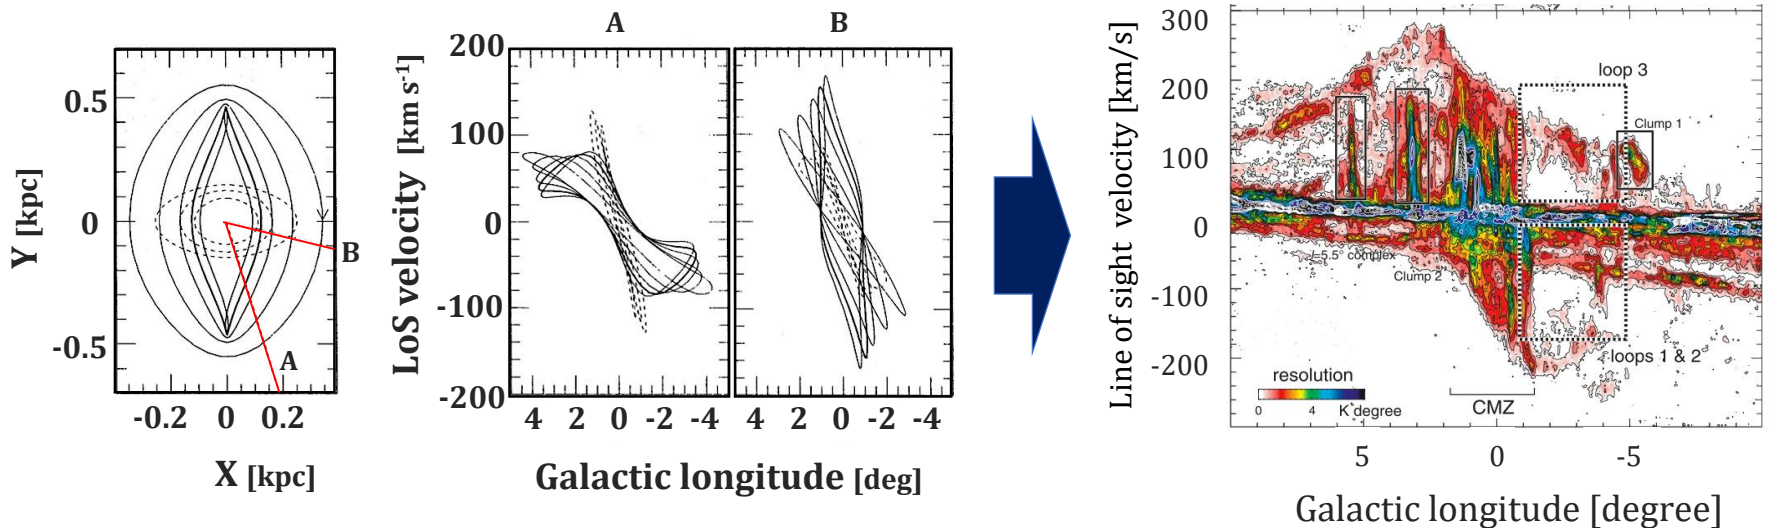 Y [kpc]
0.5
0
-0.5
-0.2
0
0.2
X [kpc]
A
B
A
B
LoS velocity [km s⁻¹]
200
100
0
-100
-200
4
2
0
-2
-4
4
2
0
-2
-4
Galactic longitude [deg]
Line of sight velocity [km/s]
300
200
100
0
-100
-200
loop 3
Clump 1
l=5.5° complex
Clump 2
loops 1 & 2
resolution
0
4
K degree
CMZ
5
0
-5
Galactic longitude [degree]